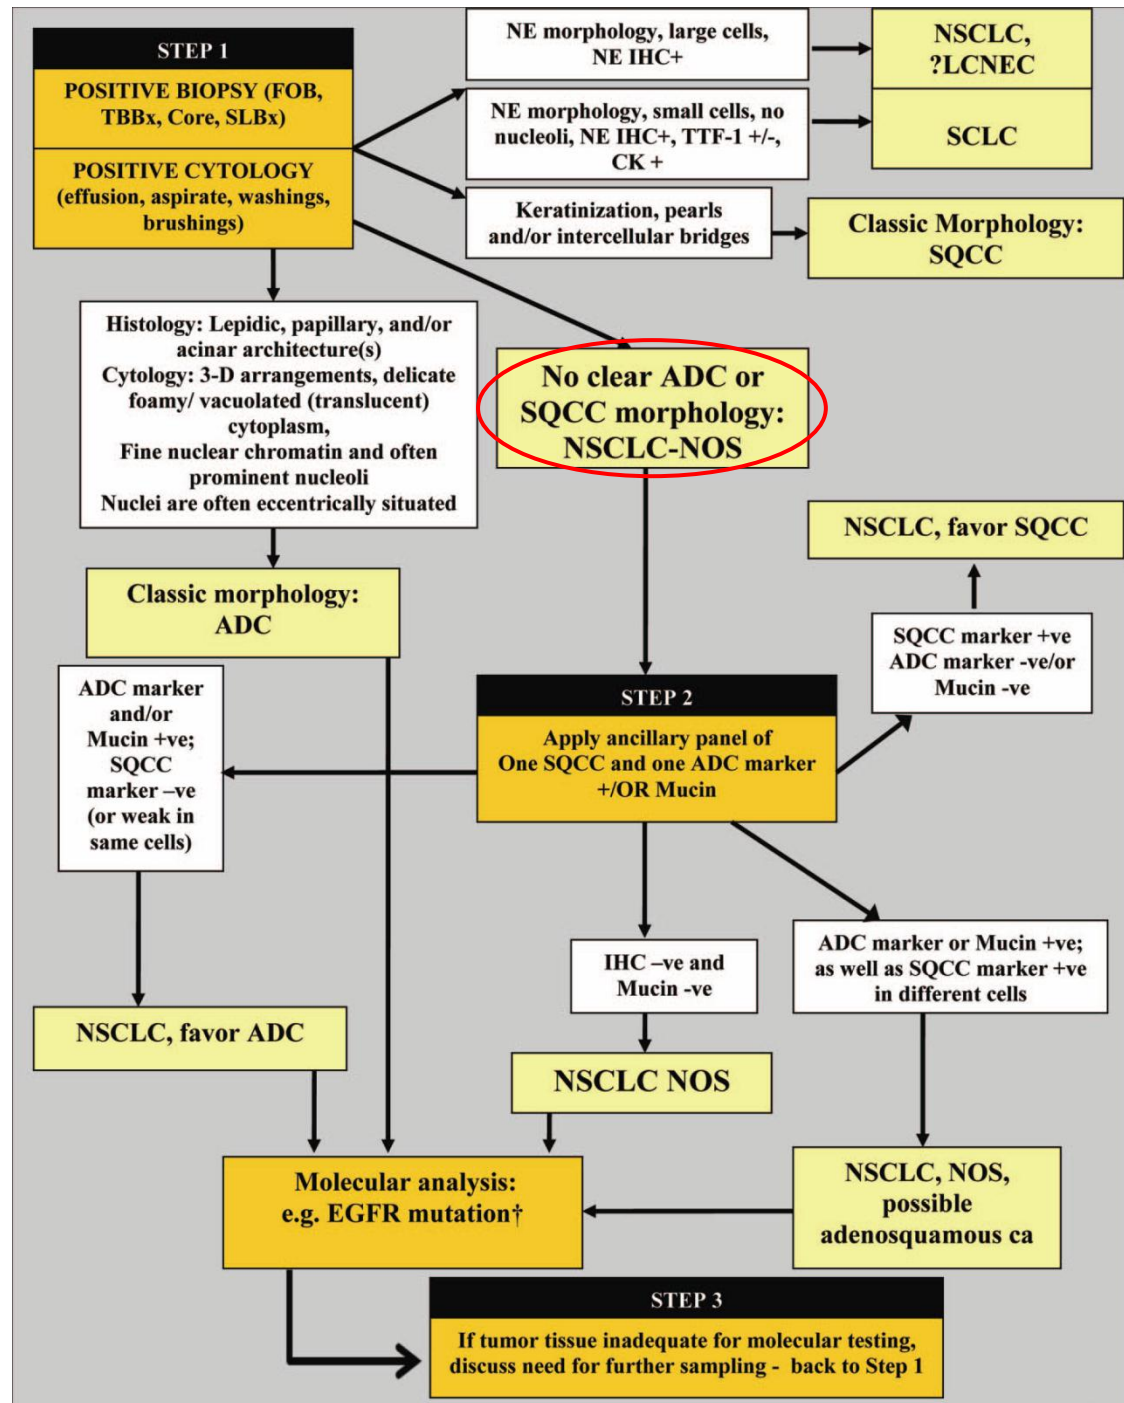 STEP 1
POSITIVE BIOPSY (FOB,
TBBx, Core, SLBx)
POSITIVE CYTOLOGY
(effusion, aspirate, washings,
brushings)
NE morphology, large cells,
NE IHC+
NSCLC,
?LCNEC
NE morphology, small cells, no
nucleoli, NE IHC+, TTF-1 +/-,
CK +
SCLC
Keratinization, pearls
and/or intercellular bridges
Classic Morphology:
SQCC
Histology: Lepidic, papillary, and/or
acinar architecture(s)
Cytology: 3-D arrangements, delicate
foamy/ vacuolated (translucent)
cytoplasm,
Fine nuclear chromatin and often
prominent nucleoli
Nuclei are often eccentrically situated
No clear ADC or
SQCC morphology:
NSCLC-NOS
NSCLC, favor SQCC
Classic morphology:
ADC
SQCC marker +ve
ADC marker -ve/or
Mucin -ve
ADC marker
and/or
Mucin +ve;
SQCC
marker –ve
(or weak in
same cells)
STEP 2
Apply ancillary panel of
One SQCC and one ADC marker
+/OR Mucin
IHC –ve and
Mucin -ve
ADC marker or Mucin +ve;
as well as SQCC marker +ve
in different cells
NSCLC, favor ADC
NSCLC NOS
Molecular analysis:
e.g. EGFR mutation†
NSCLC, NOS,
possible
adenosquamous ca
STEP 3
If tumor tissue inadequate for molecular testing,
discuss need for further sampling -  back to Step 1